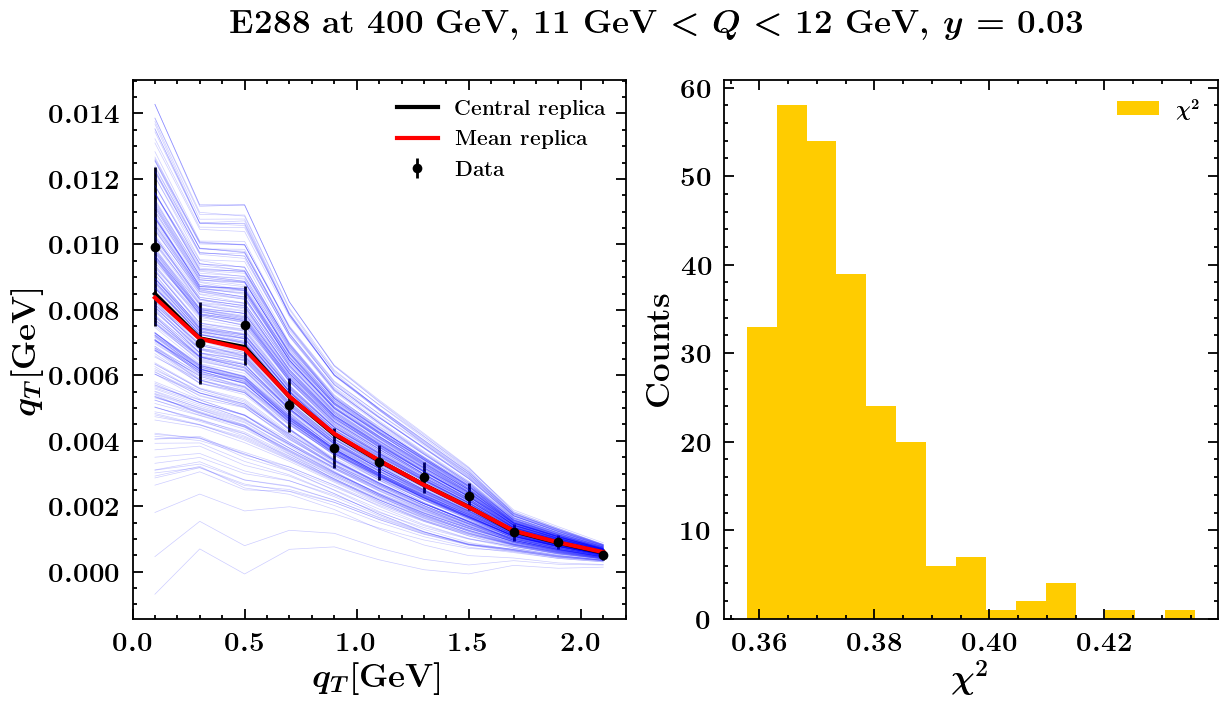 E288 at 400 GeV, 11 GeV < Q < 12 GeV, y = 0.03
q_T[GeV]
0.014
0.012
0.010
0.008
0.006
0.004
0.002
0.000
Central replica
Mean replica
Data
0.0
0.5
1.0
1.5
2.0
q_T[GeV]
Counts
60
50
40
30
20
10
0
χ²
0.36
0.38
0.40
0.42
χ²